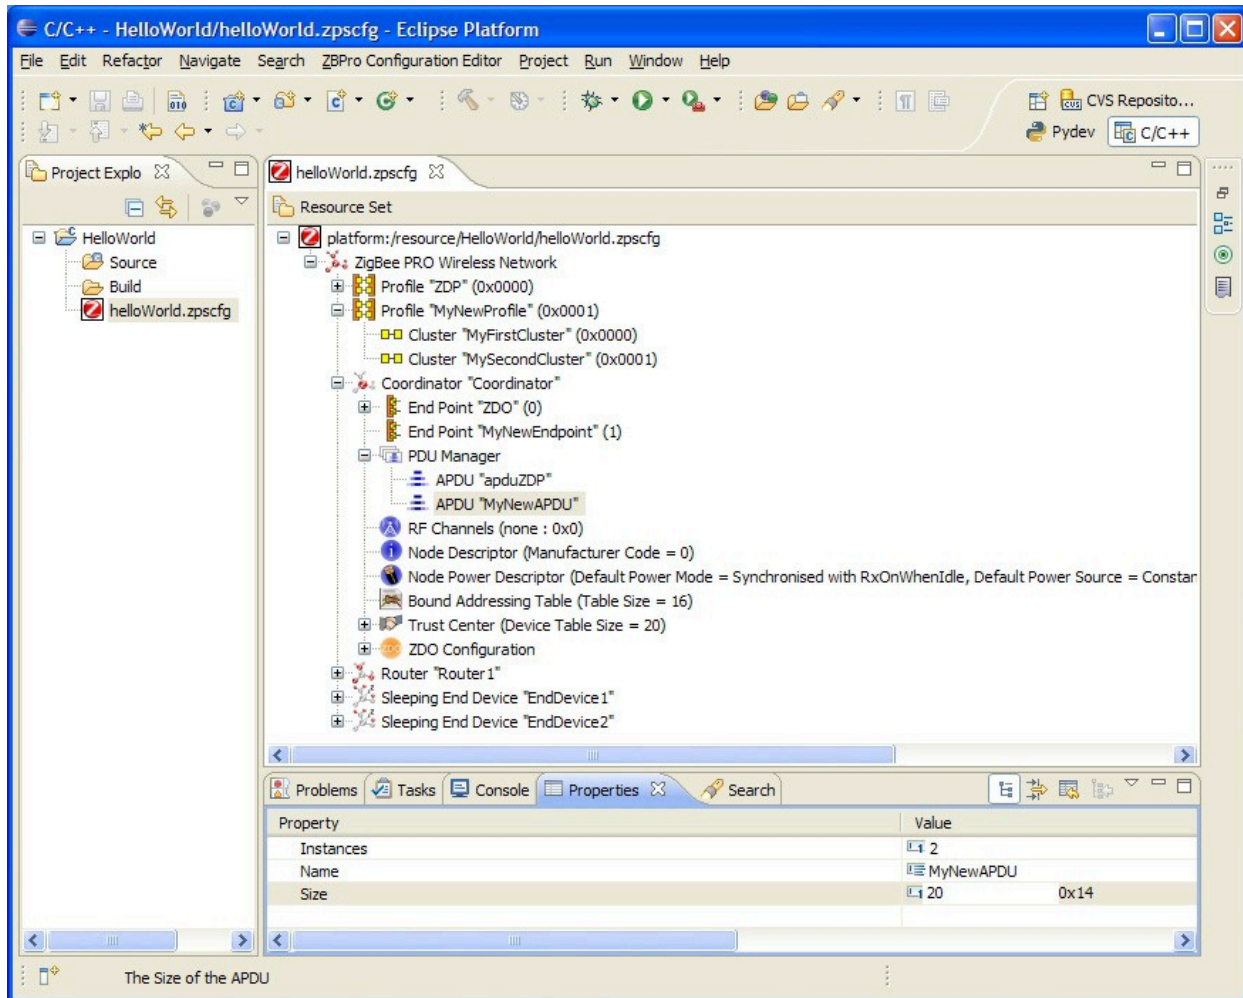 C/C++ - HelloWorld/helloWorld.zpscfg - Eclipse Platform
File Edit Refactor Navigate Search ZBPro Configuration Editor Project Run Window Help
CVS Reposito...
Pydev C/C++
Project Explo
helloWorld.zpscfg
Resource Set
HelloWorld
Source
Build
helloWorld.zpscfg
platform:/resource/HelloWorld/helloWorld.zpscfg
ZigBee PRO Wireless Network
Profile "ZDP" (0x0000)
Profile "MyNewProfile" (0x0001)
Cluster "MyFirstCluster" (0x0000)
Cluster "MySecondCluster" (0x0001)
Coordinator "Coordinator"
End Point "ZDO" (0)
End Point "MyNewEndpoint" (1)
PDU Manager
APDU "apduZDP"
APDU "MyNewAPDU"
RF Channels (none : 0x0)
Node Descriptor (Manufacturer Code = 0)
Node Power Descriptor (Default Power Mode = Synchronised with RxOnWhenIdle, Default Power Source = Constar
Bound Addressing Table (Table Size = 16)
Trust Center (Device Table Size = 20)
ZDO Configuration
Router "Router1"
Sleeping End Device "EndDevice1"
Sleeping End Device "EndDevice2"
Problems Tasks Console Properties Search
Property Value
Instances 2
Name MyNewAPDU
Size 20 0x14
The Size of the APDU